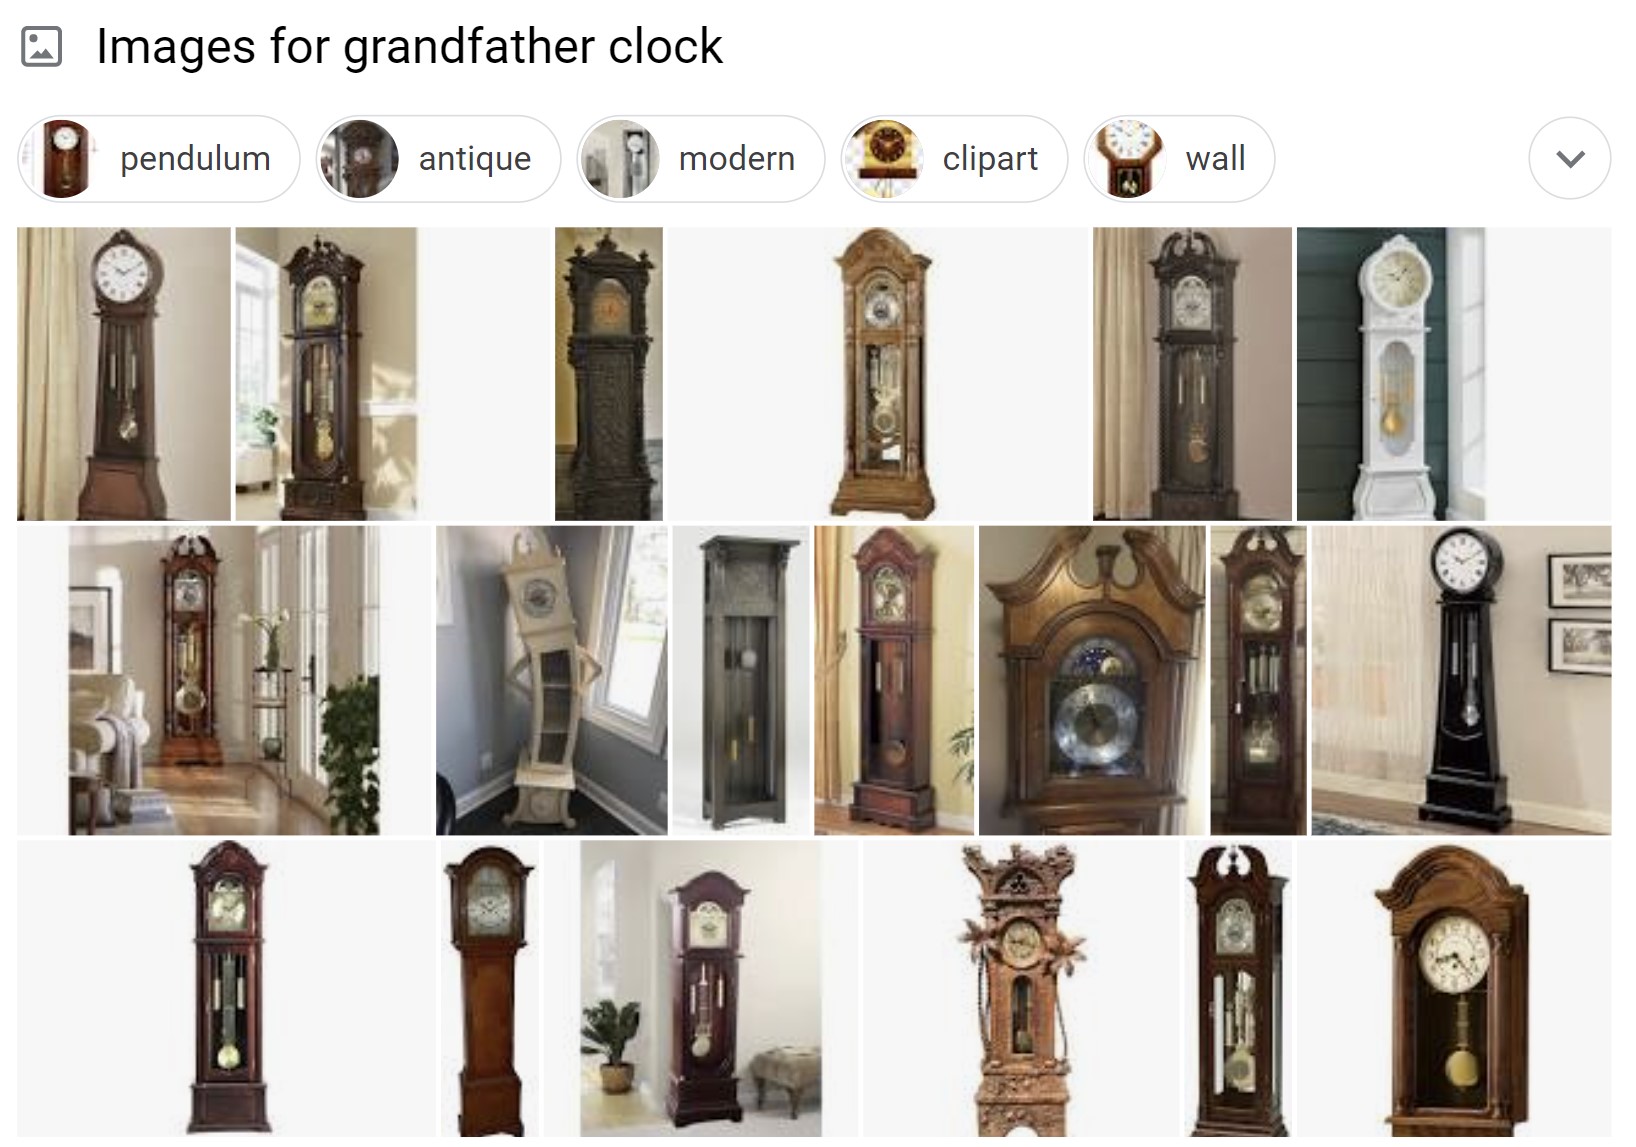 Images for grandfather clock
pendulum
antique
modern
clipart
wall